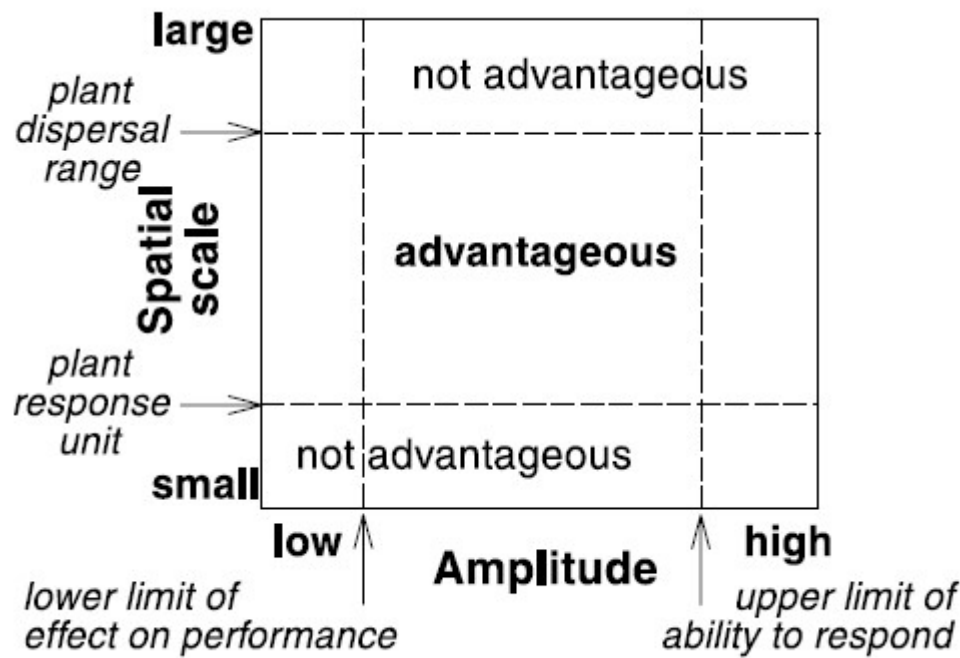 large
not advantageous
plant
dispersal
range
Spatial
scale
advantageous
plant
response
unit
not advantageous
small
low
Amplitude
high
lower limit of
effect on performance
upper limit of
ability to respond